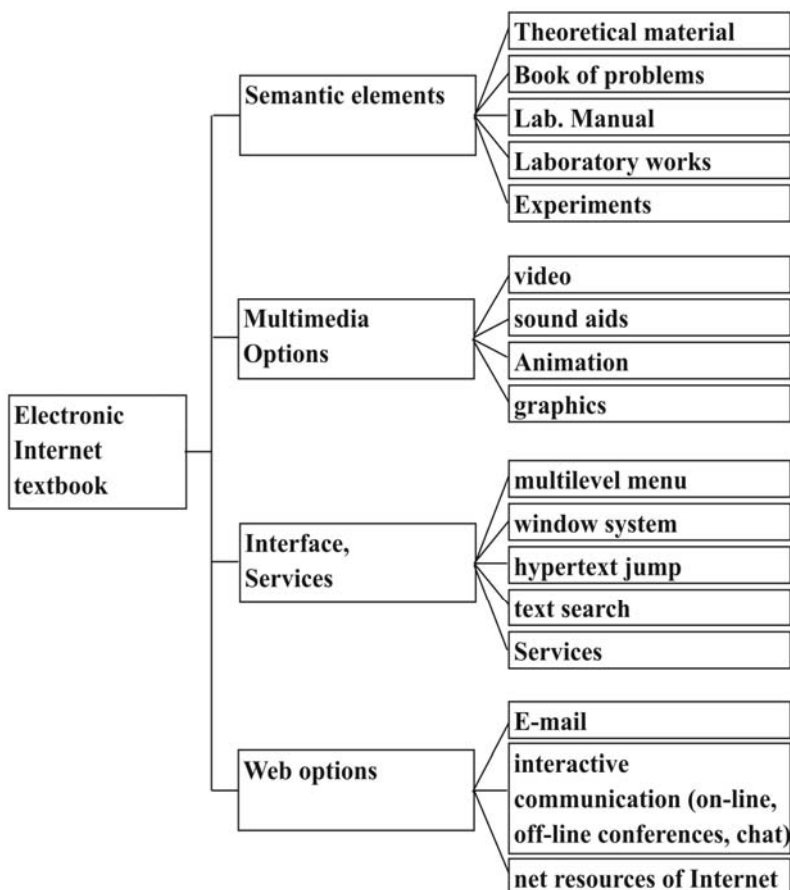 Electronic
Internet
textbook
Semantic elements
Theoretical material
Book of problems
Lab. Manual
Laboratory works
Experiments
Multimedia
Options
video
sound aids
Animation
graphics
Interface,
Services
multilevel menu
window system
hypertext jump
text search
Services
Web options
E-mail
interactive
communication (on-line,
off-line conferences, chat)
net resources of Internet